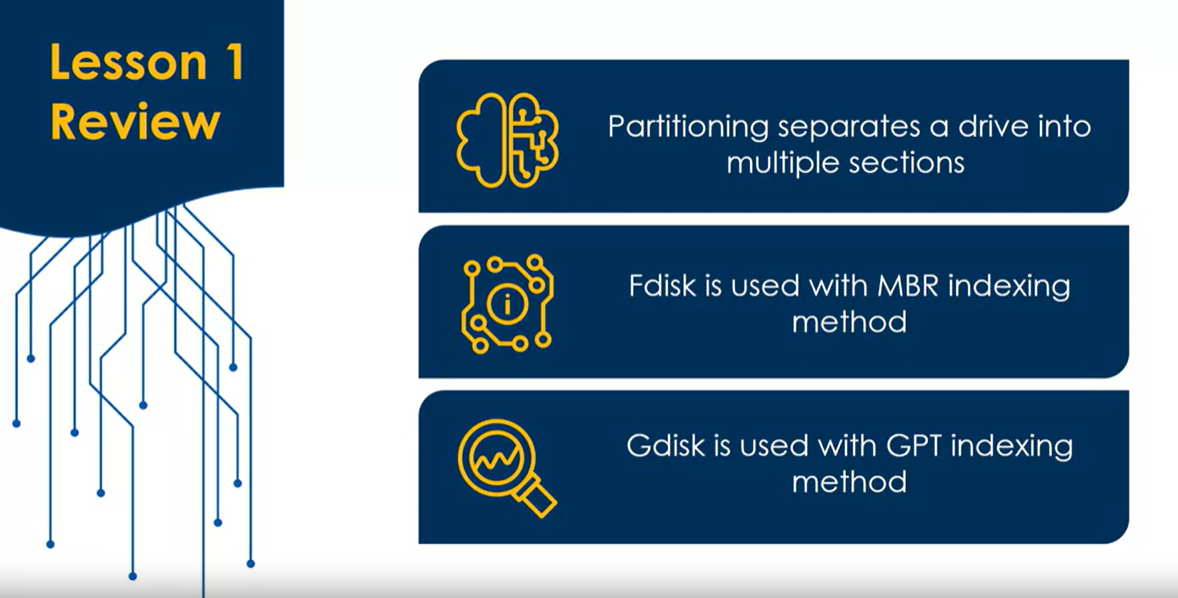 Lesson 1
Review
Partitioning separates a drive into
multiple sections
Fdisk is used with MBR indexing
method
i
Gdisk is used with GPT indexing
method